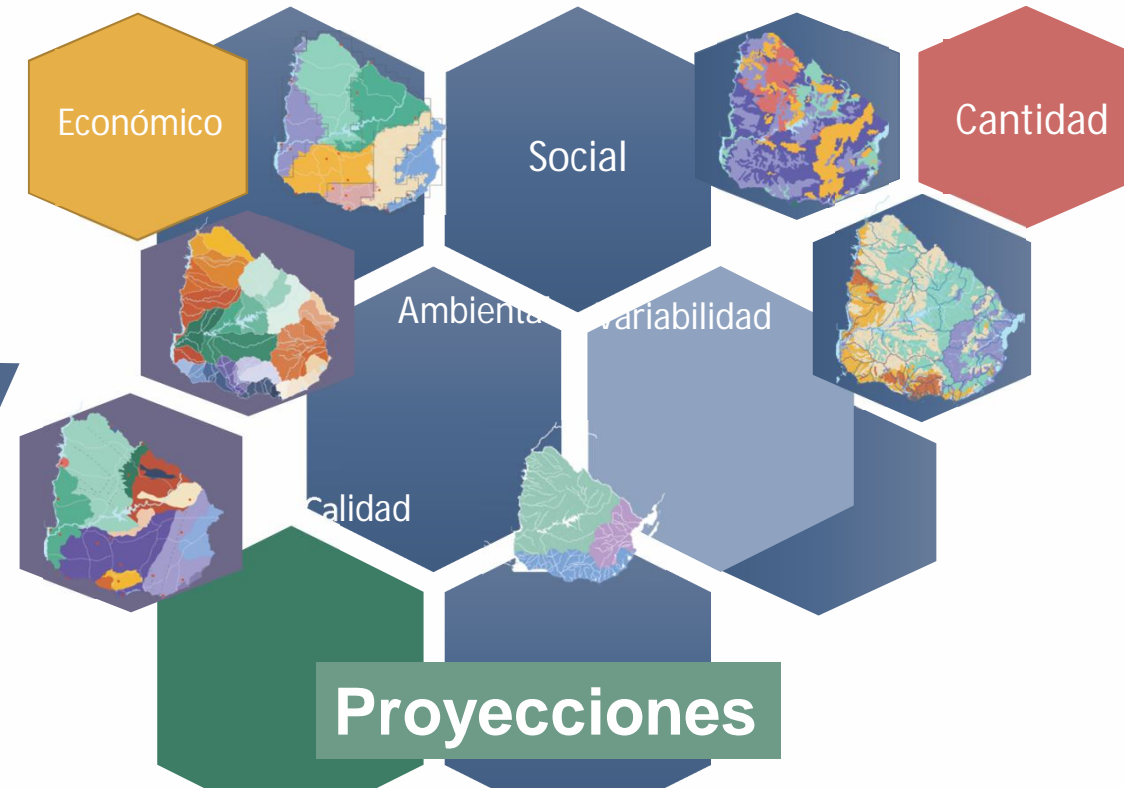 Económico
Cantidad
Social
Ambiental
Variabilidad
Calidad
Proyecciones